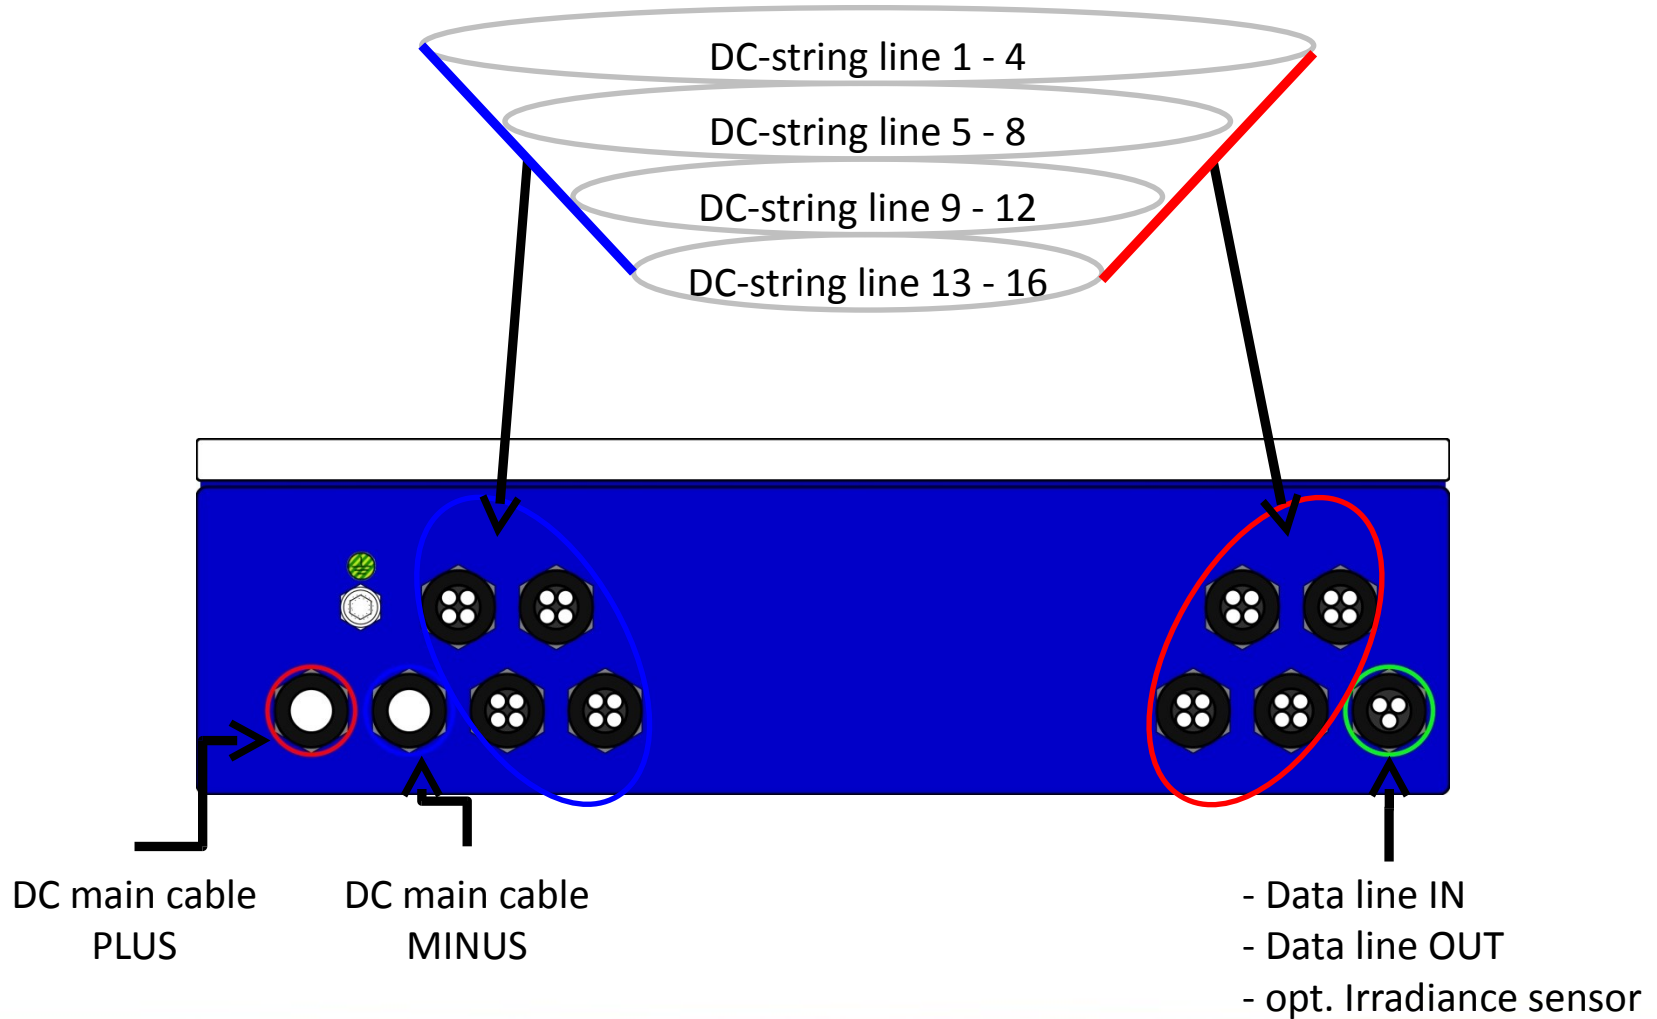 DC-string line 1 - 4
DC-string line 5 - 8
DC-string line 9 - 12
DC-string line 13 - 16
DC main cable
PLUS
DC main cable
MINUS
- Data line IN
- Data line OUT
- opt. Irradiance sensor